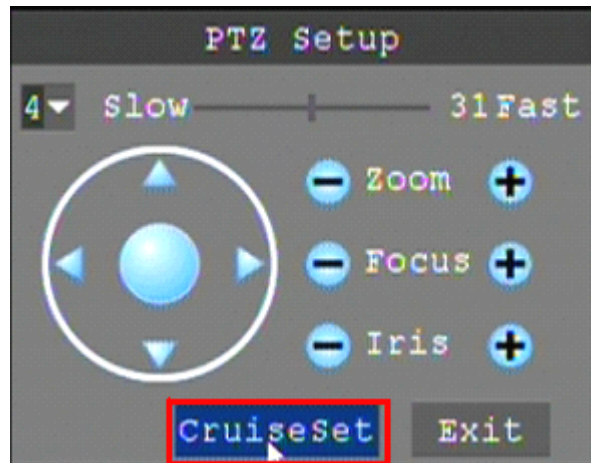 PTZ Setup
4 Slow 31 Fast
Zoom
Focus
Iris
CruiseSet Exit